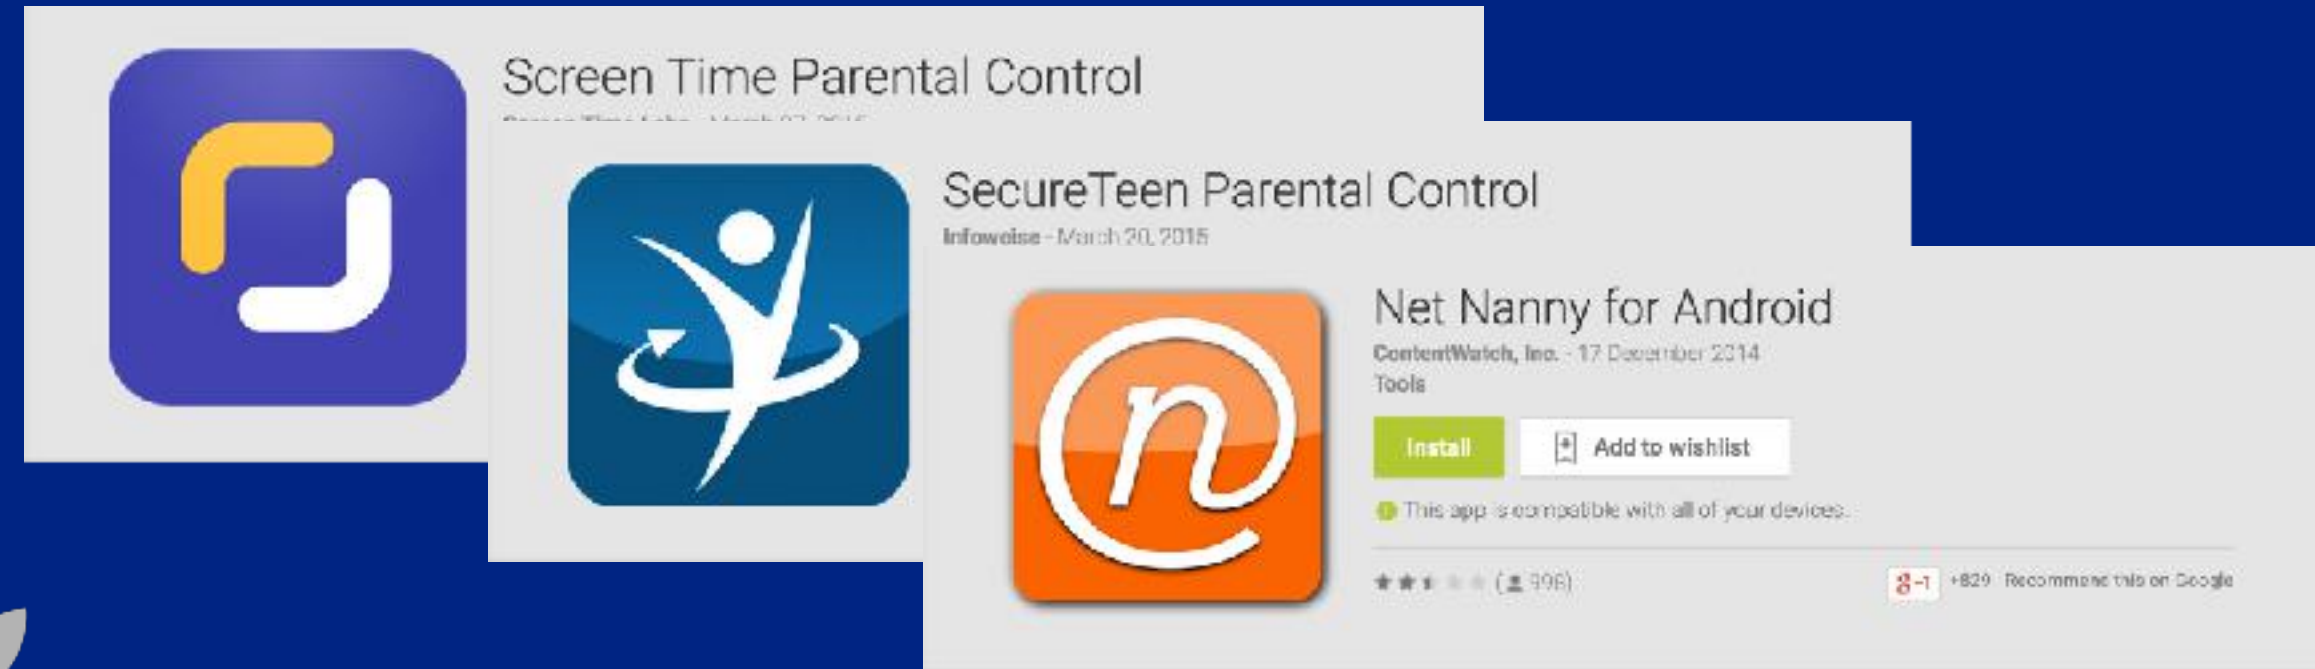 Screen Time Parental Control
SecureTeen Parental Control
Infoweise - March 20, 2015
Net Nanny for Android
ContentWatch, Inc. - 17 December 2014
Tools
Install
Add to wishlist
This app is compatible with all of your devices.
+829 Recommend this on Google